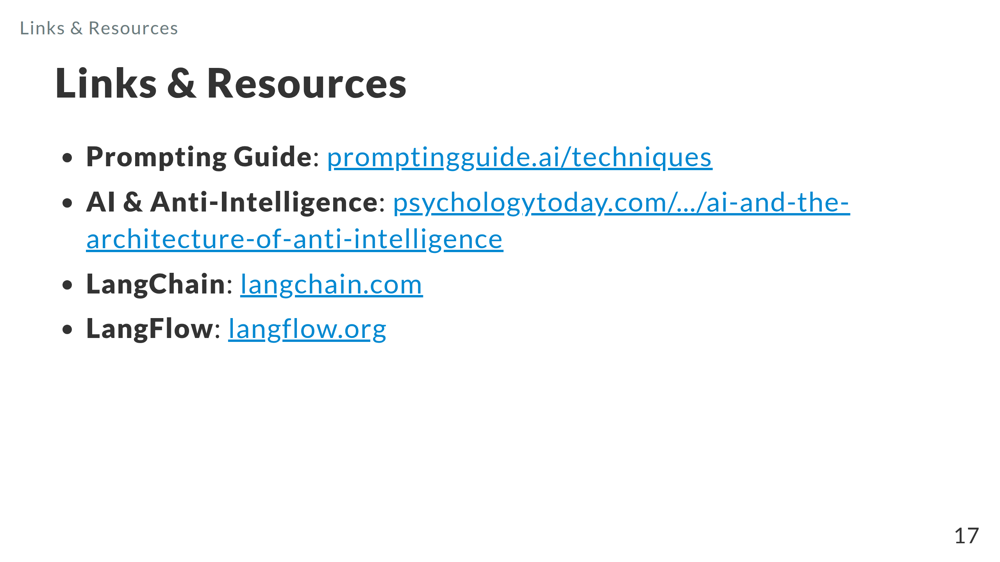 Links & Resources
Links & Resources
• Prompting Guide: promptingguide.ai/techniques
• AI & Anti-Intelligence: psychologytoday.com/.../ai-and-the-
architecture-of-anti-intelligence
• LangChain: langchain.com
• LangFlow: langflow.org
17